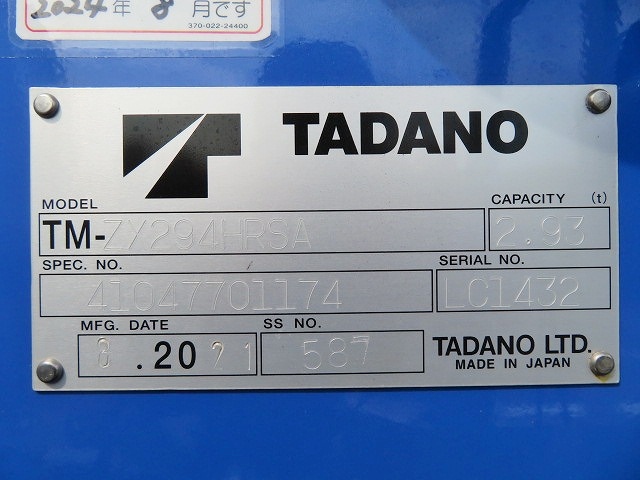 2024年 8 月です
370-022-24400
TADANO
MODEL
CAPACITY (t)
TM-ZX294HRSA
2.93
SPEC. NO.
SERIAL NO.
41047701174
LC1432
MFG. DATE
SS NO.
8 .2021
587
TADANO LTD.
MADE IN JAPAN